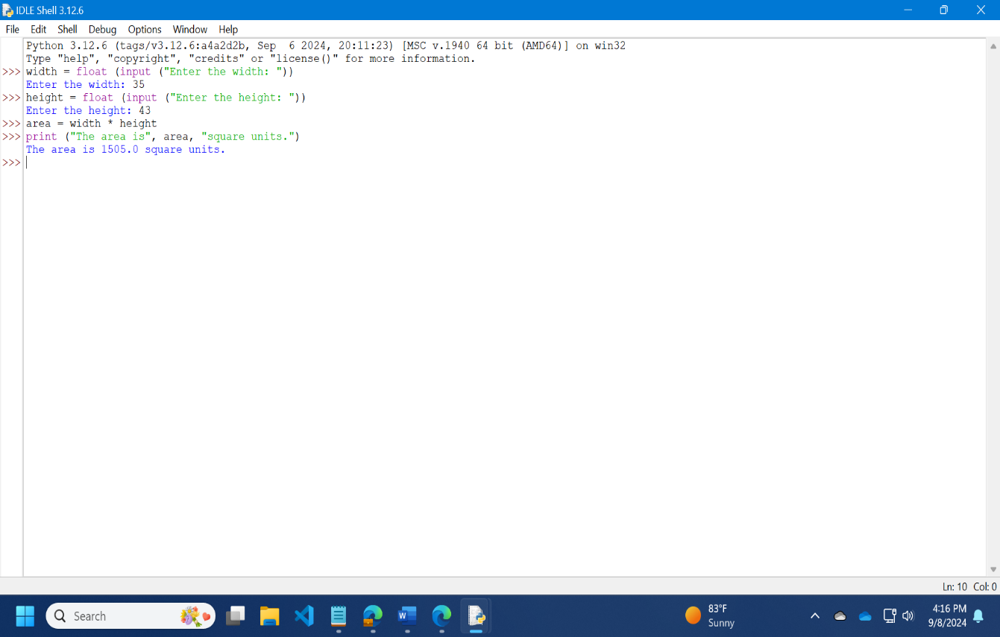 IDLE Shell 3.12.6
File Edit Shell Debug Options Window Help
Python 3.12.6 (tags/v3.12.6:a4a2d2b, Sep  6 2024, 20:11:23) [MSC v.1940 64 bit (AMD64)] on win32
Type "help", "copyright", "credits" or "license()" for more information.
>>> width = float (input ("Enter the width: "))
Enter the width: 35
>>> height = float (input ("Enter the height: "))
Enter the height: 43
>>> area = width * height
>>> print ("The area is", area, "square units.")
The area is 1505.0 square units.
>>>
Ln: 10 Col: 0
Search
83°F
Sunny
4:16 PM
9/8/2024